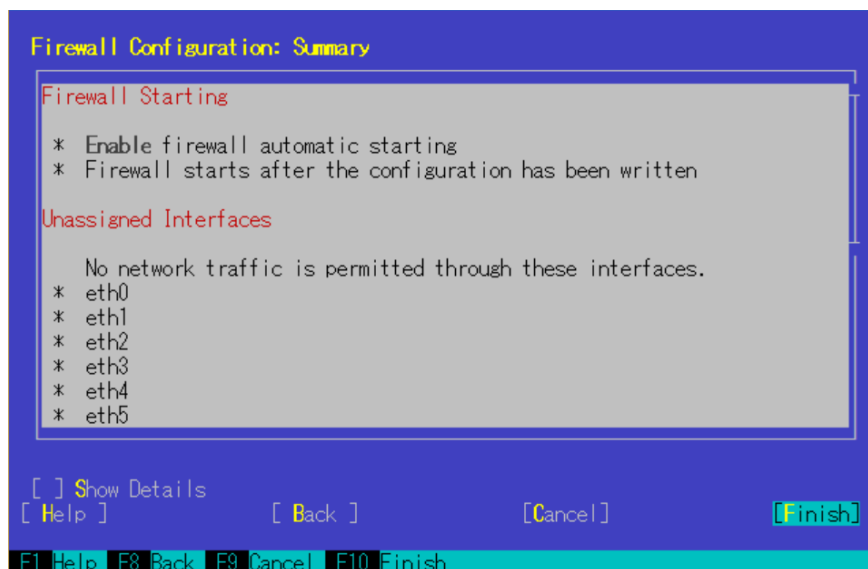 Firewall Configuration: Summary
Firewall Starting
* Enable firewall automatic starting
* Firewall starts after the configuration has been written
Unassigned Interfaces
No network traffic is permitted through these interfaces.
* eth0
* eth1
* eth2
* eth3
* eth4
* eth5
[ ] Show Details
[ Help ] [ Back ] [Cancel] [Finish]
F1 Help F8 Back F9 Cancel F10 Finish